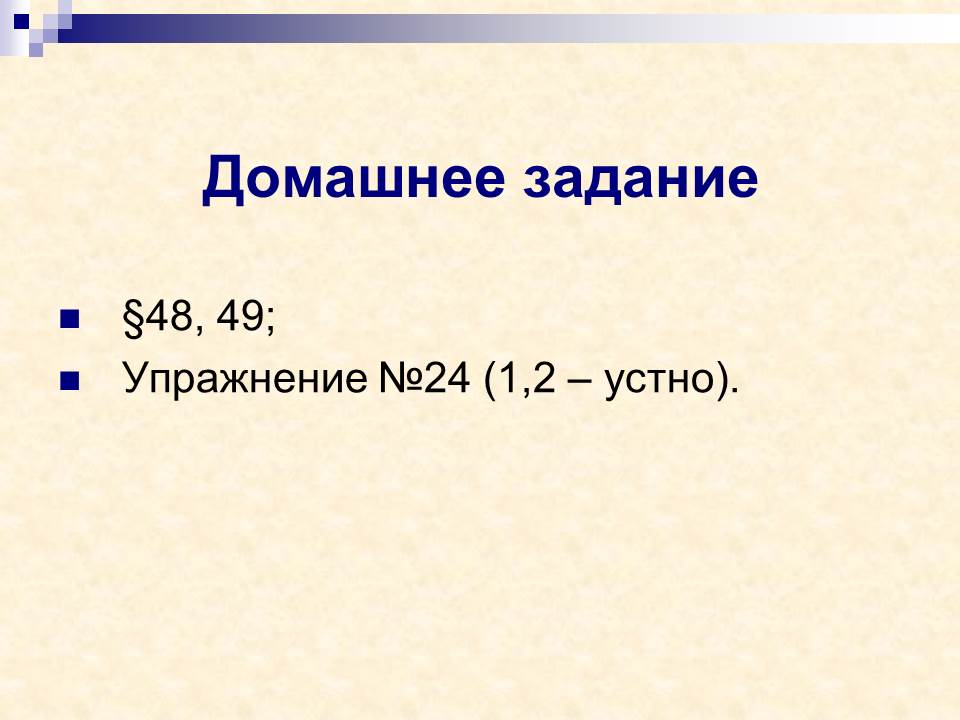 Домашнее задание
§48, 49;
Упражнение №24 (1,2 – устно).